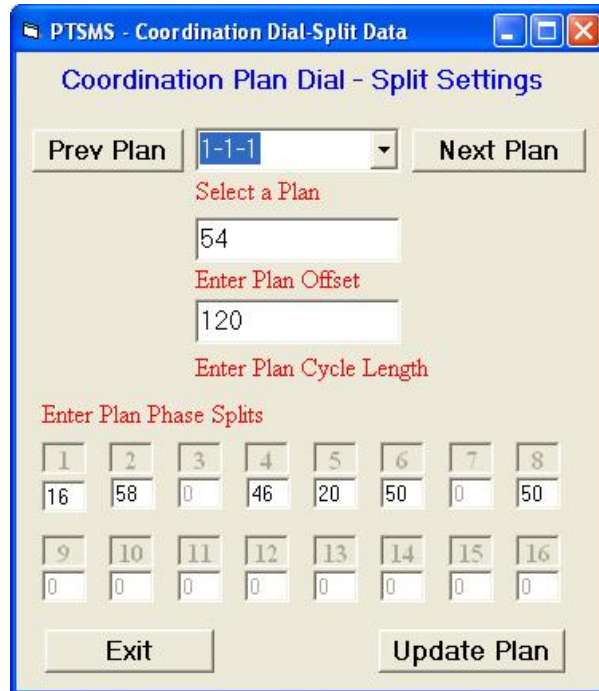 PTSMS - Coordination Dial-Split Data
Coordination Plan Dial - Split Settings
Prev Plan 1-1-1 Next Plan
Select a Plan
54
Enter Plan Offset
120
Enter Plan Cycle Length
Enter Plan Phase Splits
1 2 3 4 5 6 7 8
16 58 0 46 20 50 0 50
9 10 11 12 13 14 15 16
0 0 0 0 0 0 0 0
Exit Update Plan